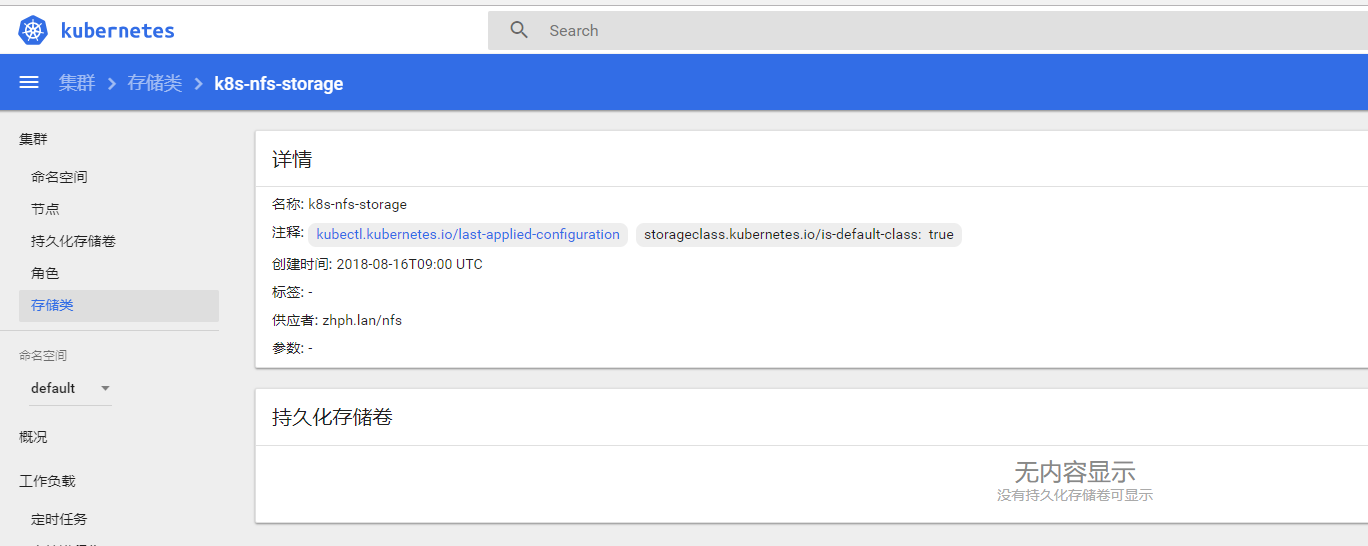 kubernetes
Search
集群 存储类 k8s-nfs-storage
集群
命名空间
节点
持久化存储卷
角色
存储类
命名空间
default
概况
工作负载
定时任务
详情
名称: k8s-nfs-storage
注释: kubectl.kubernetes.io/last-applied-configuration storageclass.kubernetes.io/is-default-class: true
创建时间: 2018-08-16T09:00 UTC
标签: -
供应者: zhph.lan/nfs
参数: -
持久化存储卷
无内容显示
没有持久化存储卷可显示